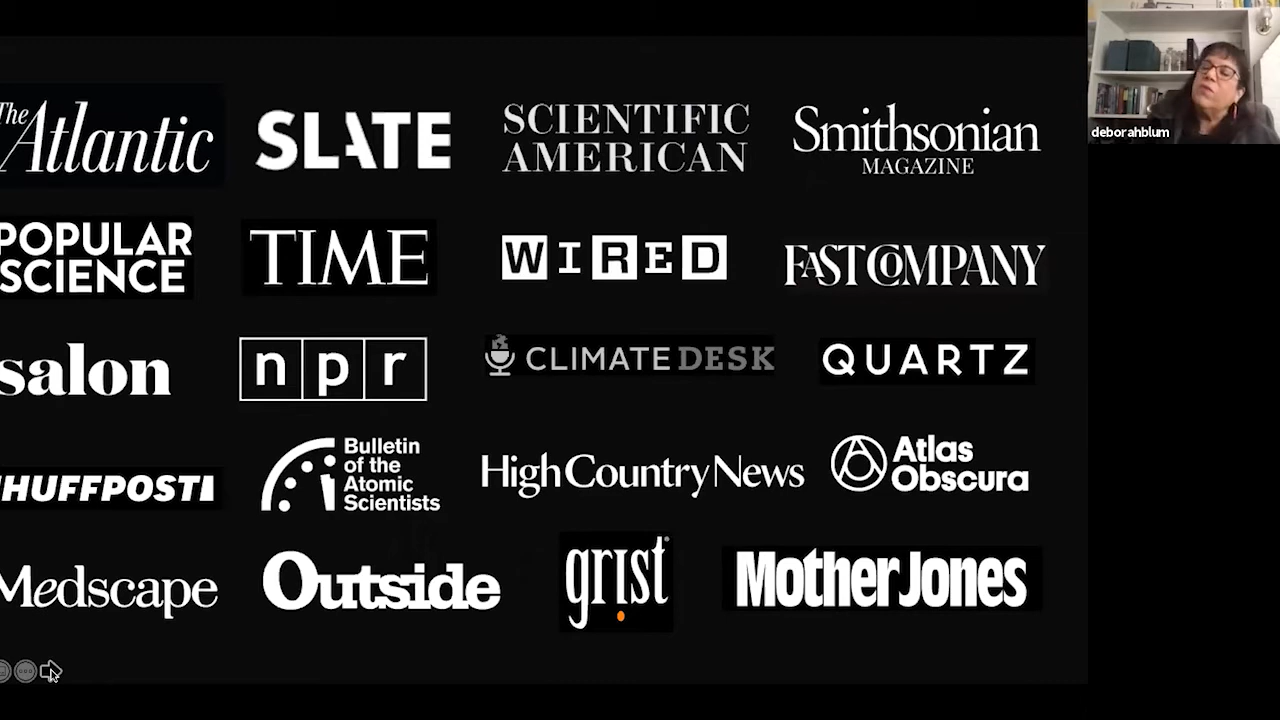 The
Atlantic
SLATE
SCIENTIFIC
AMERICAN
Smithsonian
MAGAZINE
POPULAR
SCIENCE
TIME
WIRED
FAST COMPANY
salon
npr
CLIMATE DESK
QUARTZ
HUFFPOST
Bulletin
of the
Atomic
Scientists
High Country News
Atlas
Obscura
Medscape
Outside
grist
Mother Jones
deborahblum